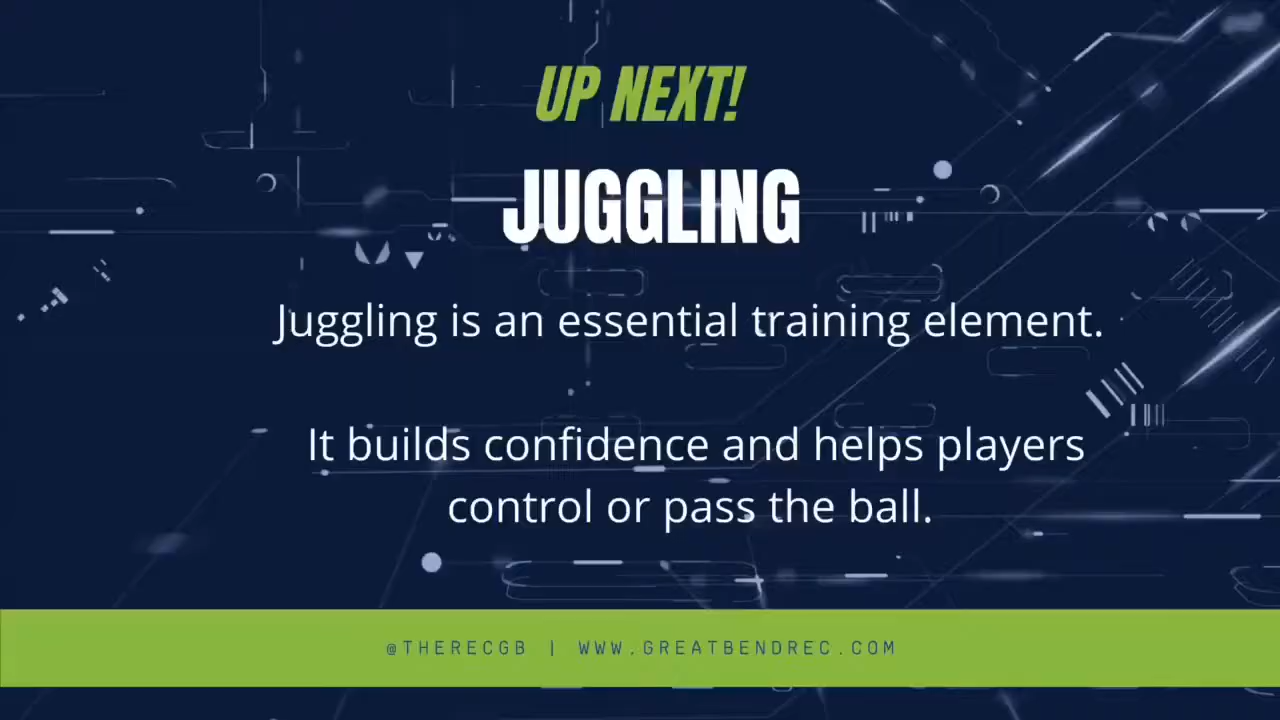 UP NEXT!
JUGGLING
Juggling is an essential training element.
It builds confidence and helps players
control or pass the ball.
@THERECGB | WWW.GREATBENDREC.COM